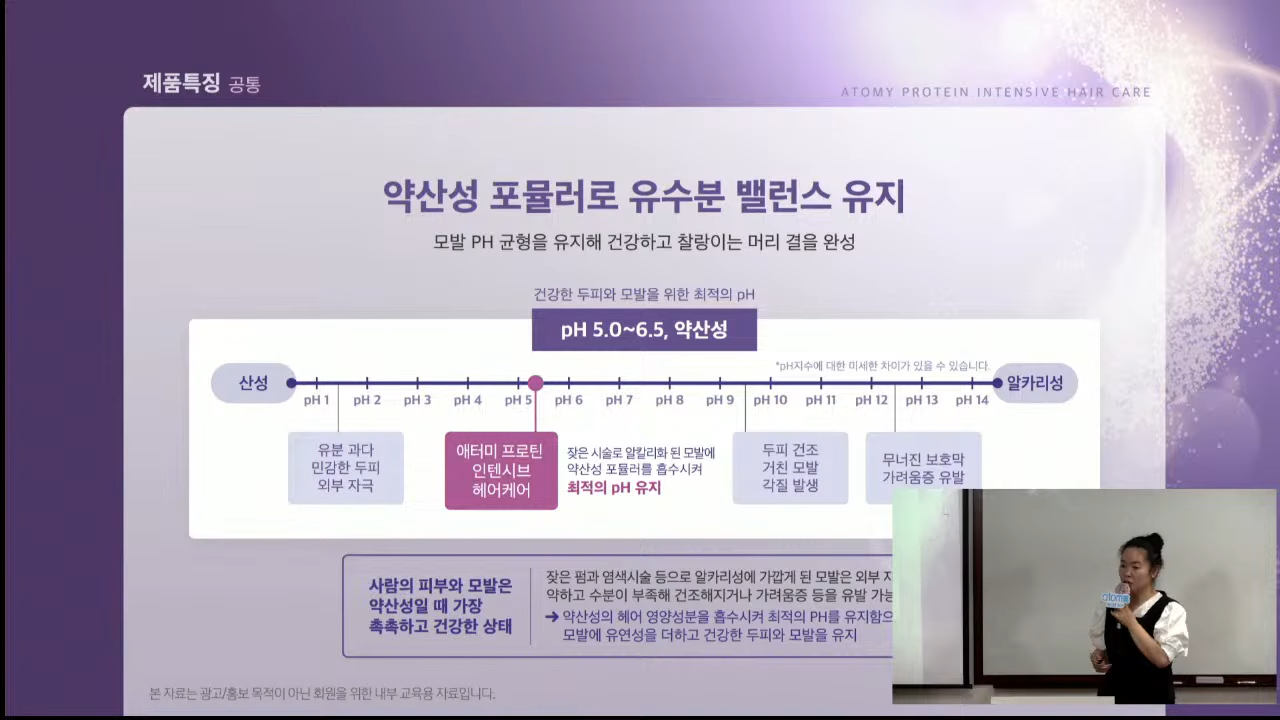 제품특징 공통
ATOMY PROTEIN INTENSIVE HAIR CARE
약산성 포뮬러로 유수분 밸런스 유지
모발 PH 균형을 유지해 건강하고 찰랑이는 머리 결을 완성
건강한 두피와 모발을 위한 최적의 pH
pH 5.0~6.5, 약산성
*pH지수에 대한 미세한 차이가 있을 수 있습니다.
산성
알카리성
pH 1 pH 2 pH 3 pH 4 pH 5 pH 6 pH 7 pH 8 pH 9 pH 10 pH 11 pH 12 pH 13 pH 14
유분 과다
민감한 두피
외부 자극
애터미 프로틴
인텐시브
헤어케어
잦은 시술로 알칼리화 된 모발에
약산성 포뮬러를 흡수시켜
최적의 pH 유지
두피 건조
거친 모발
각질 발생
무너진 보호막
가려움증 유발
사람의 피부와 모발은
약산성일 때 가장
촉촉하고 건강한 상태
잦은 펌과 염색시술 등으로 알카리성에 가깝게 된 모발은 외부
약하고 수분이 부족해 건조해지거나 가려움증 등을 유발 가능
➔ 약산성의 헤어 영양성분을 흡수시켜 최적의 PH를 유지함으
모발에 유연성을 더하고 건강한 두피와 모발을 유지
본 자료는 광고/홍보 목적이 아닌 회원을 위한 내부 교육용 자료입니다.